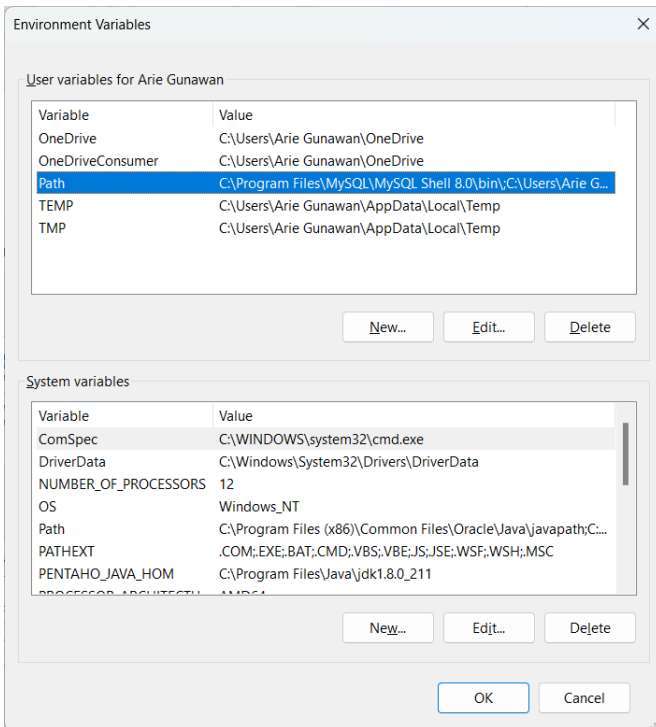 Environment Variables
User variables for Arie Gunawan
Variable Value
OneDrive C:\Users\Arie Gunawan\OneDrive
OneDriveConsumer C:\Users\Arie Gunawan\OneDrive
Path C:\Program Files\MySQL\MySQL Shell 8.0\bin\;C:\Users\Arie G...
TEMP C:\Users\Arie Gunawan\AppData\Local\Temp
TMP C:\Users\Arie Gunawan\AppData\Local\Temp
New... Edit... Delete
System variables
Variable Value
ComSpec C:\WINDOWS\system32\cmd.exe
DriverData C:\Windows\System32\Drivers\DriverData
NUMBER_OF_PROCESSORS 12
OS Windows_NT
Path C:\Program Files (x86)\Common Files\Oracle\Java\javapath;C:...
PATHEXT .COM;.EXE;.BAT;.CMD;.VBS;.VBE;.JS;.JSE;.WSF;.WSH;.MSC
PENTAHO_JAVA_HOM C:\Program Files\Java\jdk1.8.0_211
New... Edit... Delete
OK Cancel